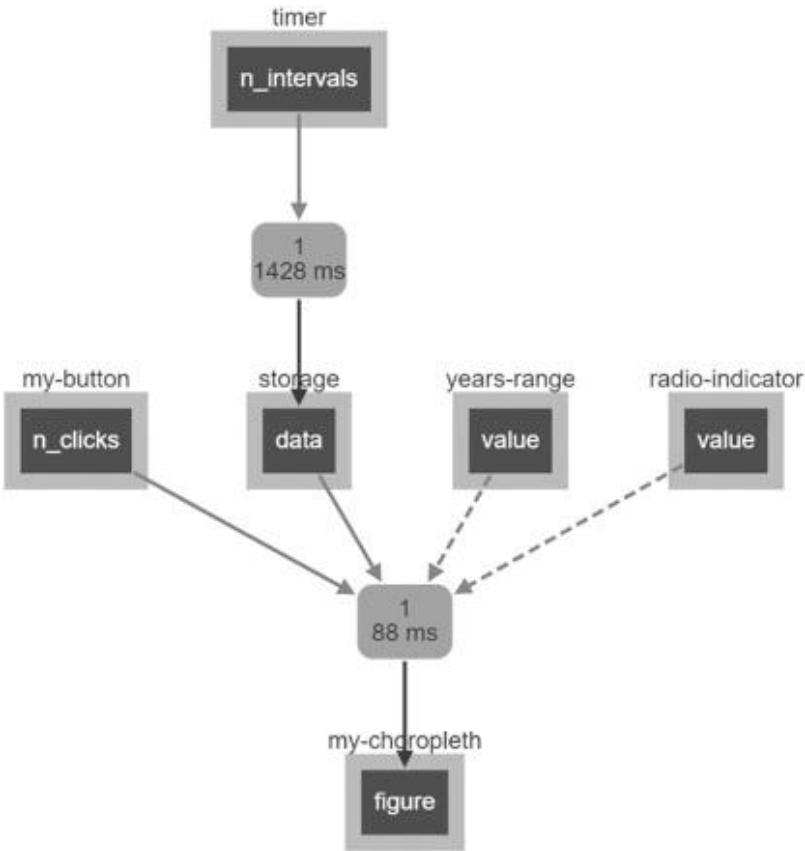 timer
n_intervals
1
1428 ms
my-button
storage
years-range
radio-indicator
n_clicks
data
value
value
1
88 ms
my-choropleth
figure